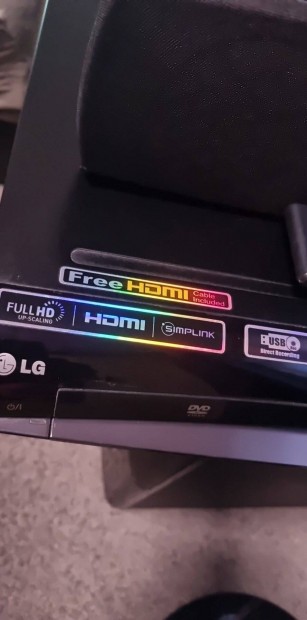 Free HDMI Cable Included
FULL HD UP-SCALING HDMI SIMPLINK
USB Direct Recording
LG
DVD